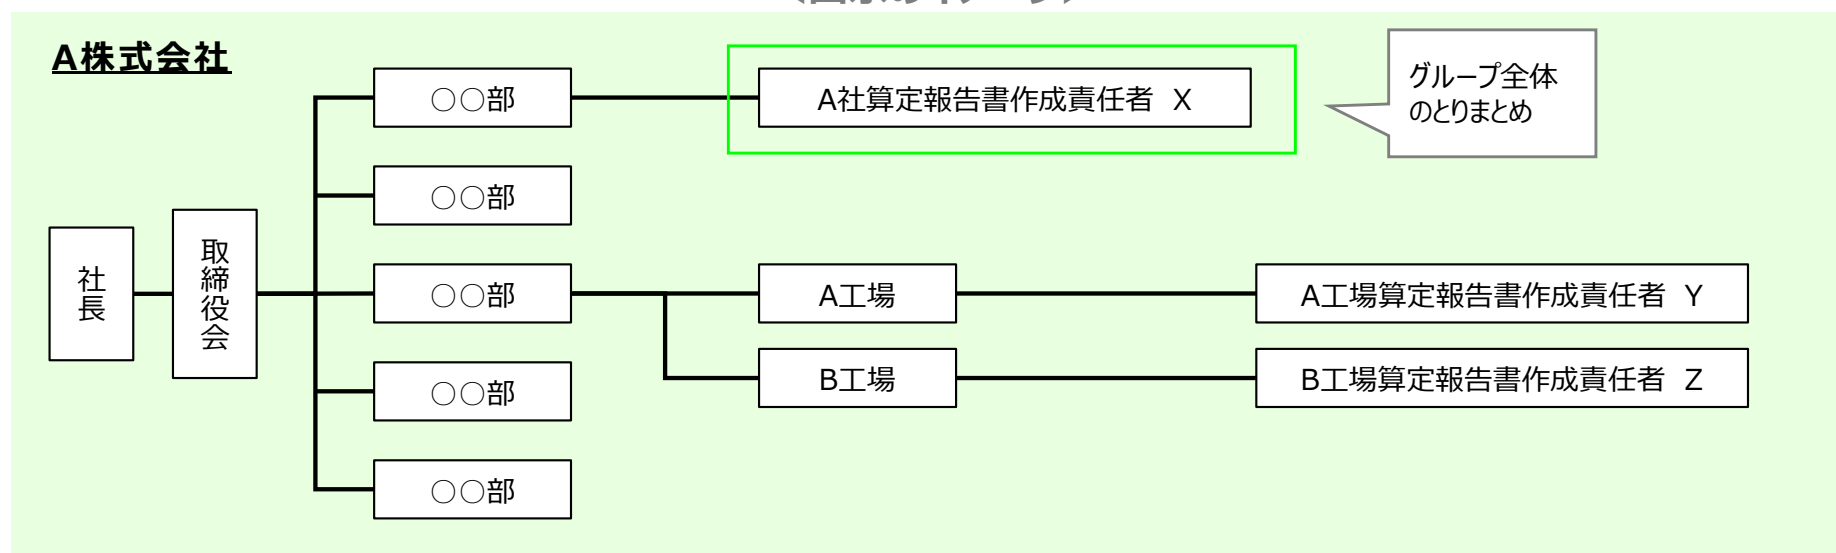 A株式会社
○○部
A社算定報告書作成責任者 X
グループ全体
のとりまとめ
○○部
社長
取締役会
○○部
A工場
A工場算定報告書作成責任者 Y
B工場
B工場算定報告書作成責任者 Z
○○部
○○部